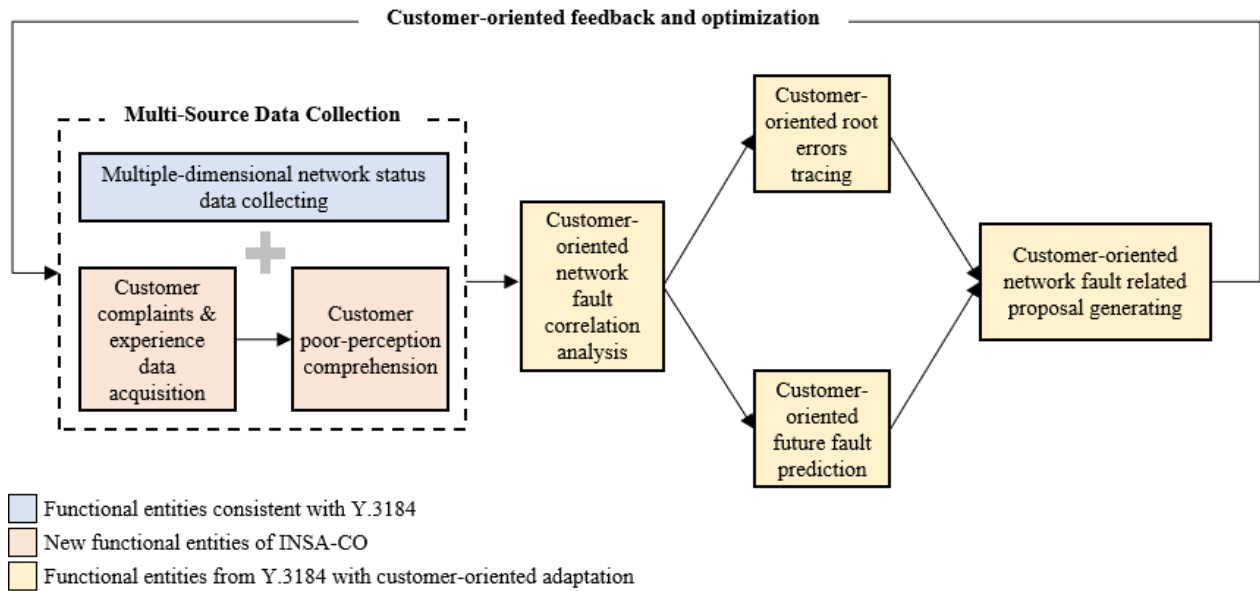 Customer-oriented feedback and optimization
Multi-Source Data Collection
Multiple-dimensional network status
data collecting
Customer
complaints &
experience
data
acquisition
Customer
poor-perception
comprehension
Customer-
oriented
network
fault
correlation
analysis
Customer-
oriented root
errors
tracing
Customer-
oriented
future fault
prediction
Customer-oriented
network fault related
proposal generating
Functional entities consistent with Y.3184
New functional entities of INSA-CO
Functional entities from Y.3184 with customer-oriented adaptation